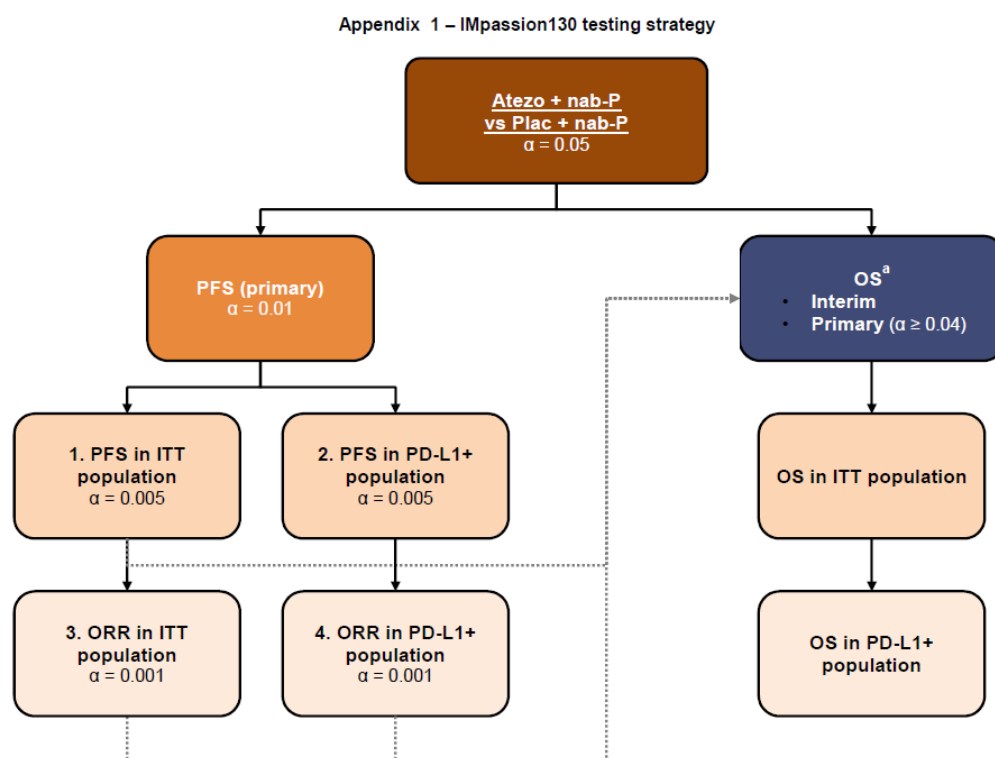 Appendix 1 – IMpassion130 testing strategy
Atezo + nab-P
vs Plac + nab-P
α = 0.05
PFS (primary)
α = 0.01
OSᵃ
• Interim
• Primary (α ≥ 0.04)
1. PFS in ITT
population
α = 0.005
2. PFS in PD-L1+
population
α = 0.005
OS in ITT population
3. ORR in ITT
population
α = 0.001
4. ORR in PD-L1+
population
α = 0.001
OS in PD-L1+
population